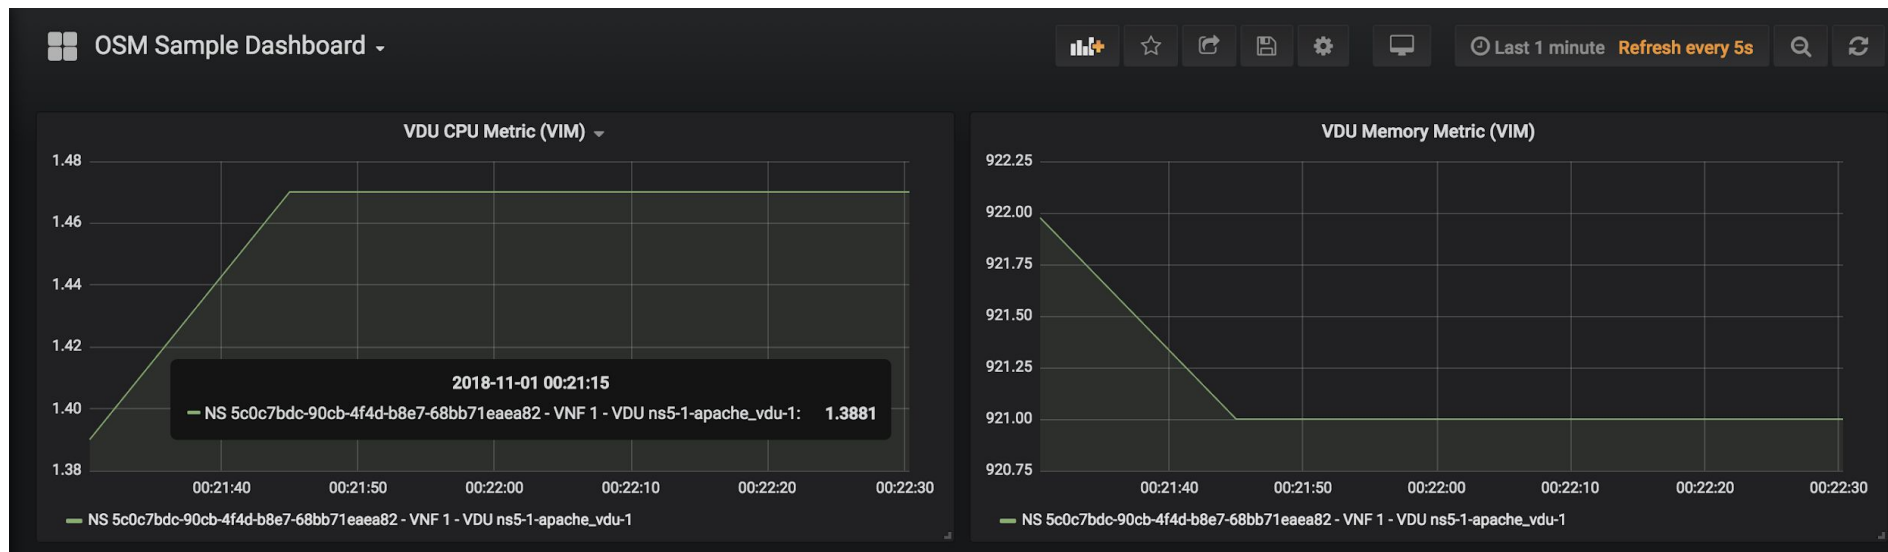 OSM Sample Dashboard
Last 1 minute Refresh every 5s
VDU CPU Metric (VIM)
1.48
1.46
1.44
1.42
1.40
1.38
2018-11-01 00:21:15
NS 5c0c7bdc-90cb-4f4d-b8e7-68bb71eaea82 - VNF 1 - VDU ns5-1-apache_vdu-1: 1.3881
00:21:40 00:21:50 00:22:00 00:22:10 00:22:20 00:22:30
NS 5c0c7bdc-90cb-4f4d-b8e7-68bb71eaea82 - VNF 1 - VDU ns5-1-apache_vdu-1
VDU Memory Metric (VIM)
922.25
922.00
921.75
921.50
921.25
921.00
920.75
00:21:40 00:21:50 00:22:00 00:22:10 00:22:20 00:22:30
NS 5c0c7bdc-90cb-4f4d-b8e7-68bb71eaea82 - VNF 1 - VDU ns5-1-apache_vdu-1